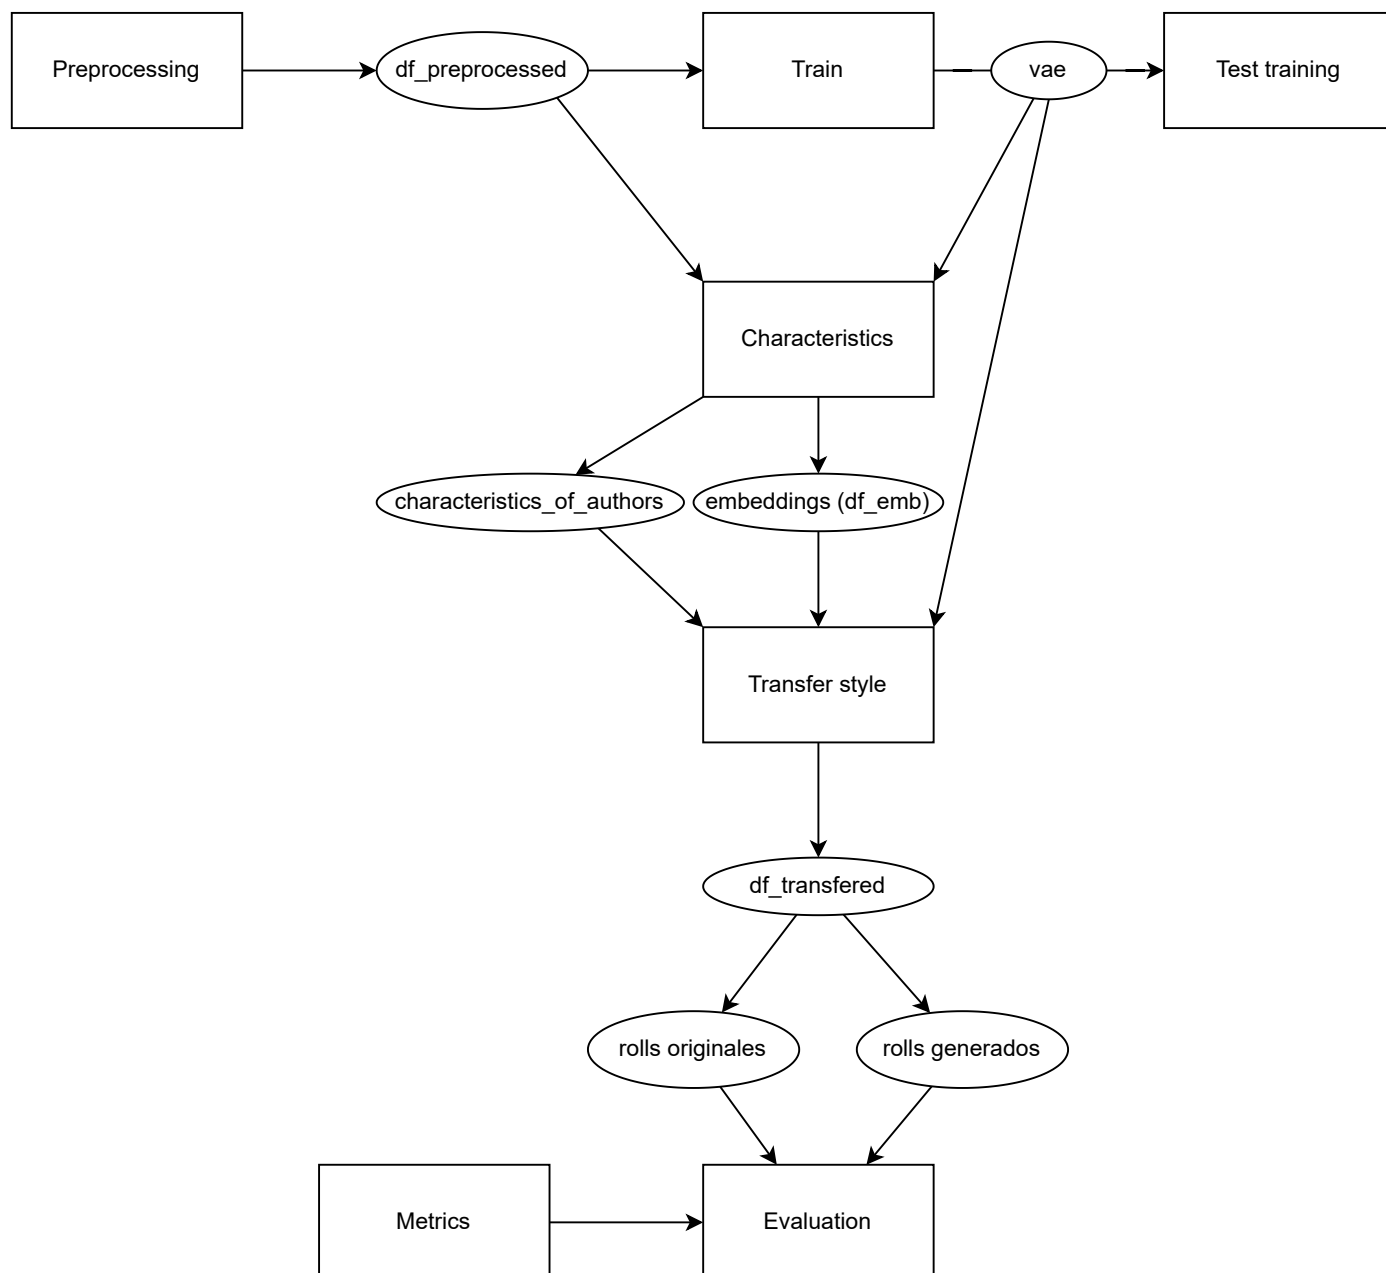 Preprocessing
df_preprocessed
Train
vae
Test training
Characteristics
characteristics_of_authors
embeddings (df_emb)
Transfer style
df_transfered
rolls originales
rolls generados
Metrics
Evaluation